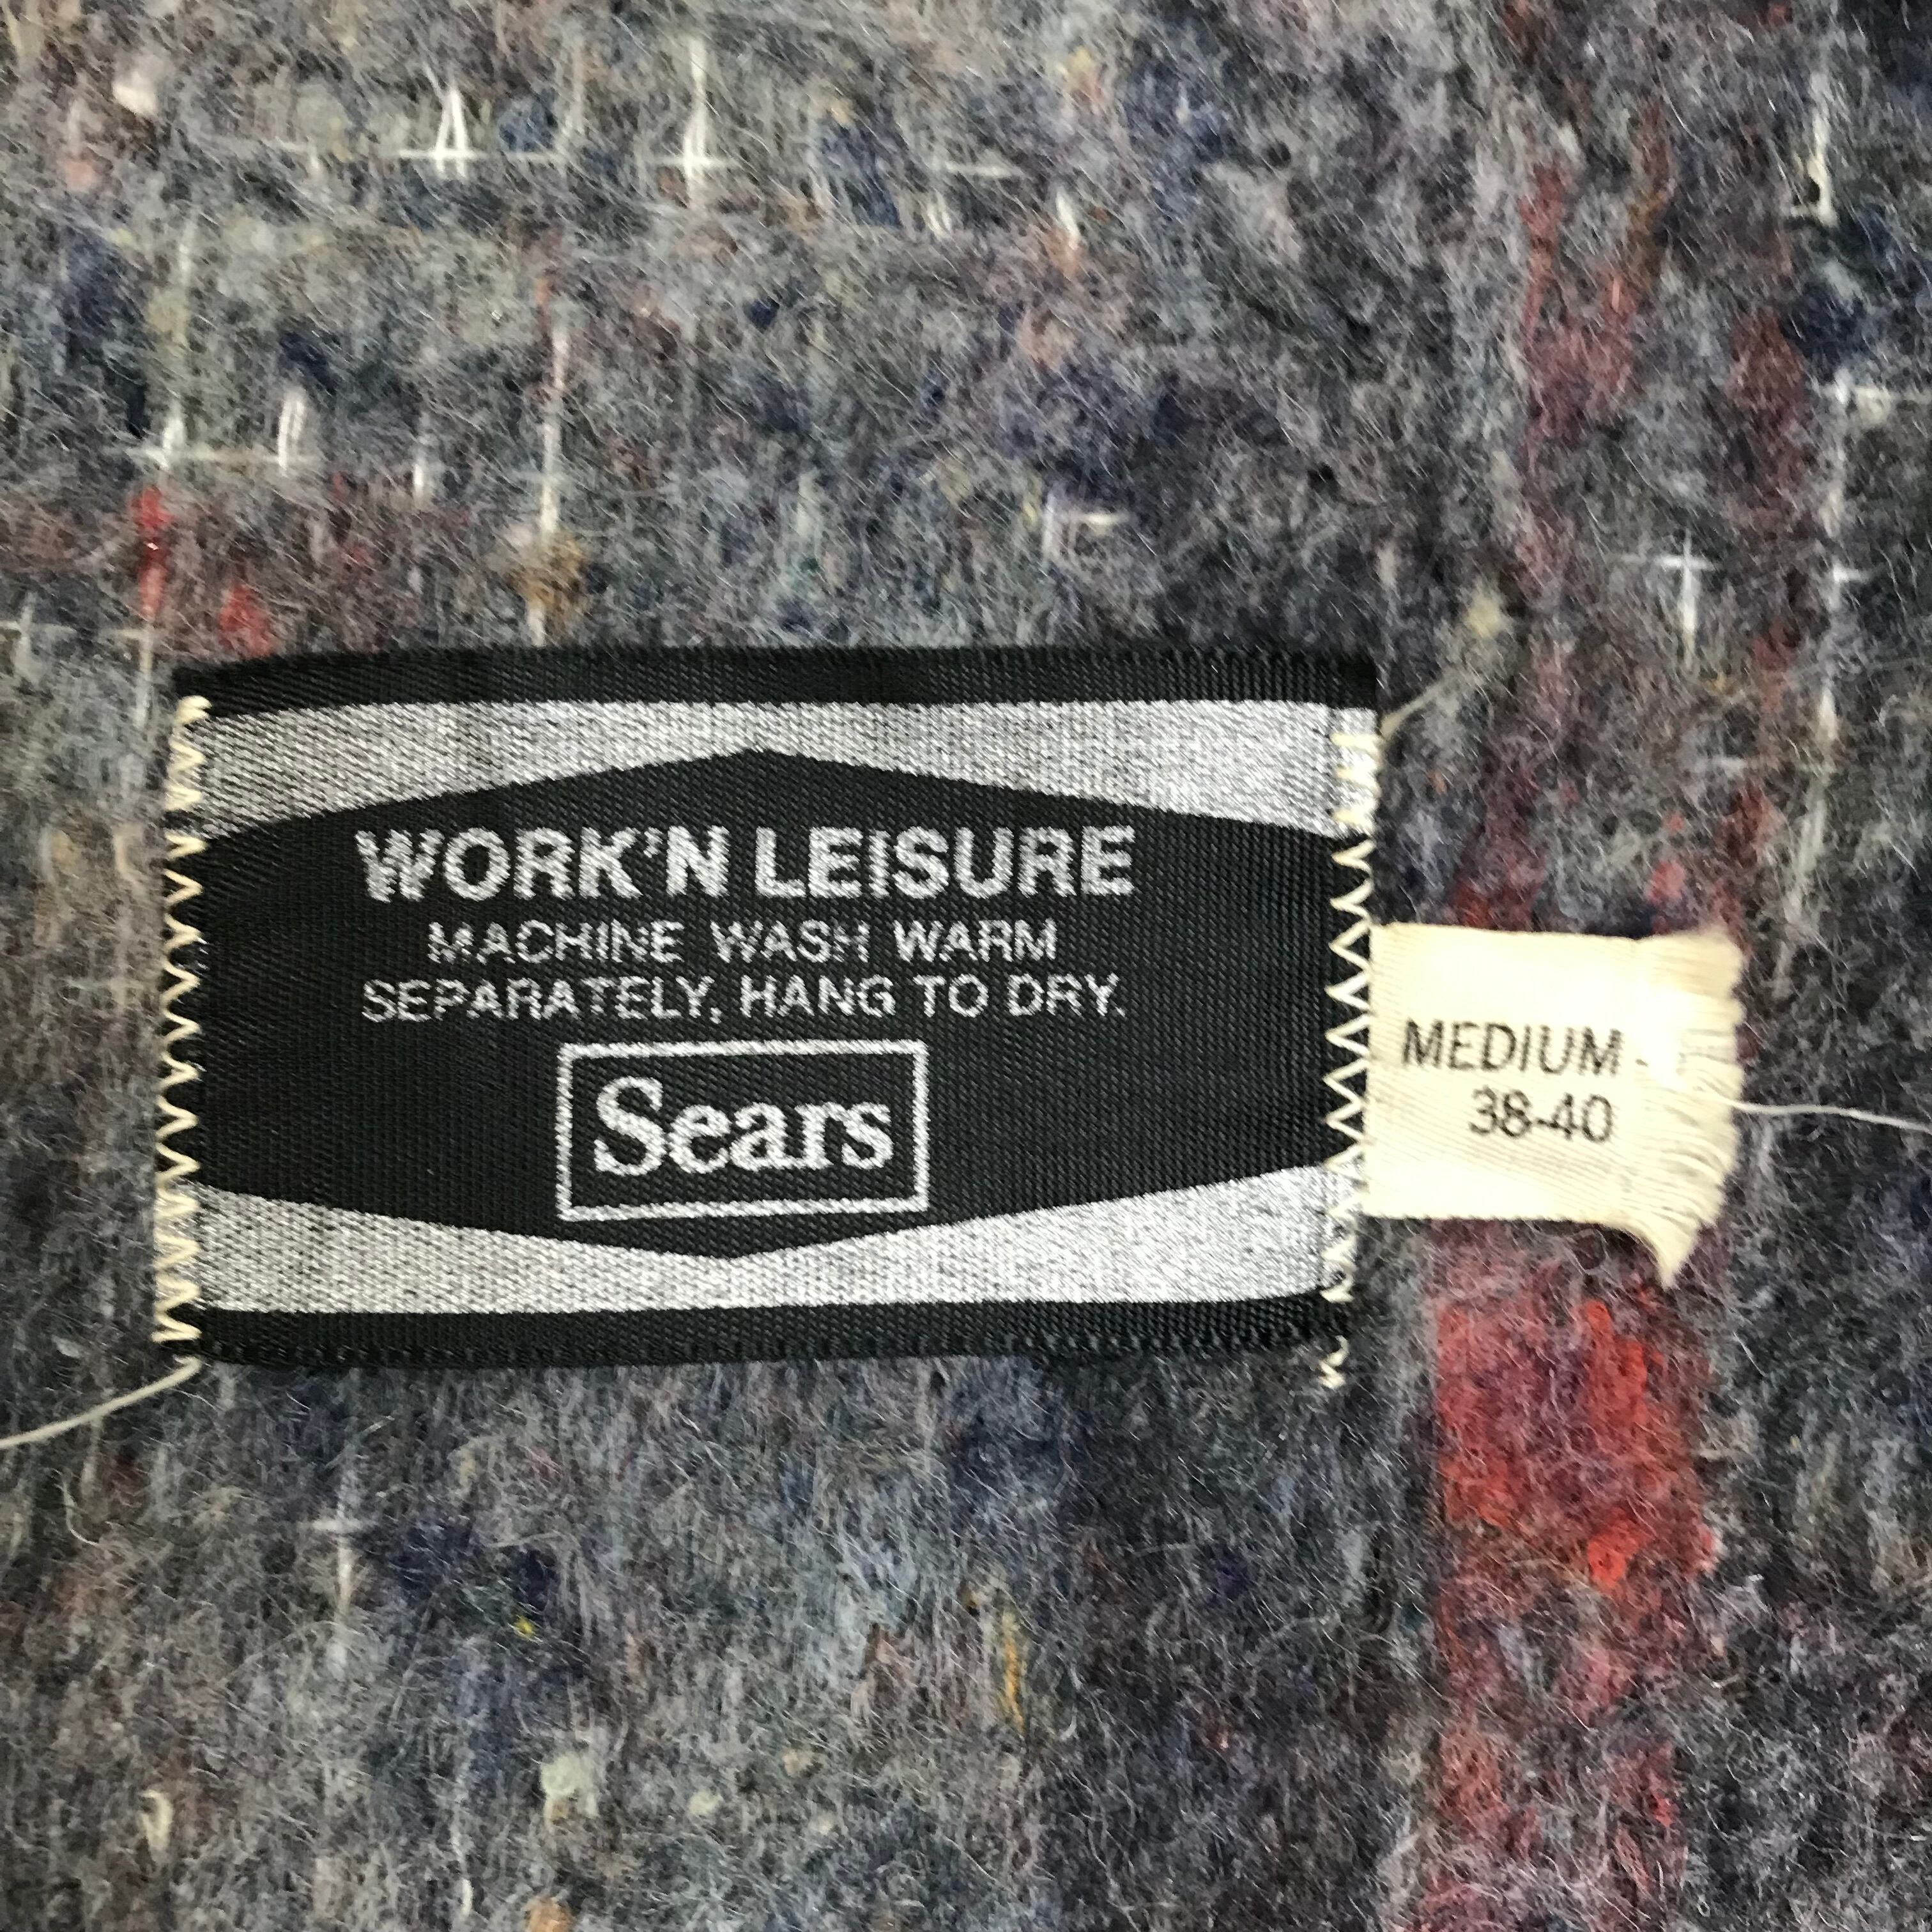 WORK'N LEISURE
MACHINE WASH WARM
SEPARATELY, HANG TO DRY.
Sears
MEDIUM -
38-40